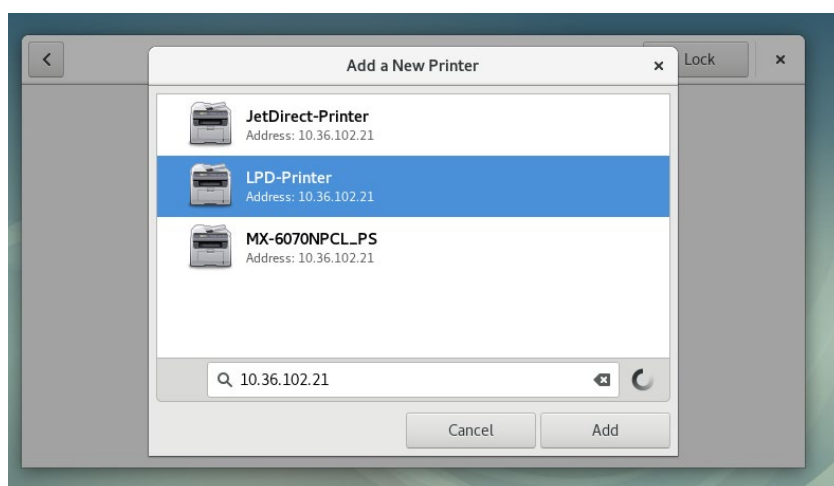 Add a New Printer
Lock
JetDirect-Printer
Address: 10.36.102.21
LPD-Printer
Address: 10.36.102.21
MX-6070NPCL_PS
Address: 10.36.102.21
10.36.102.21
Cancel
Add